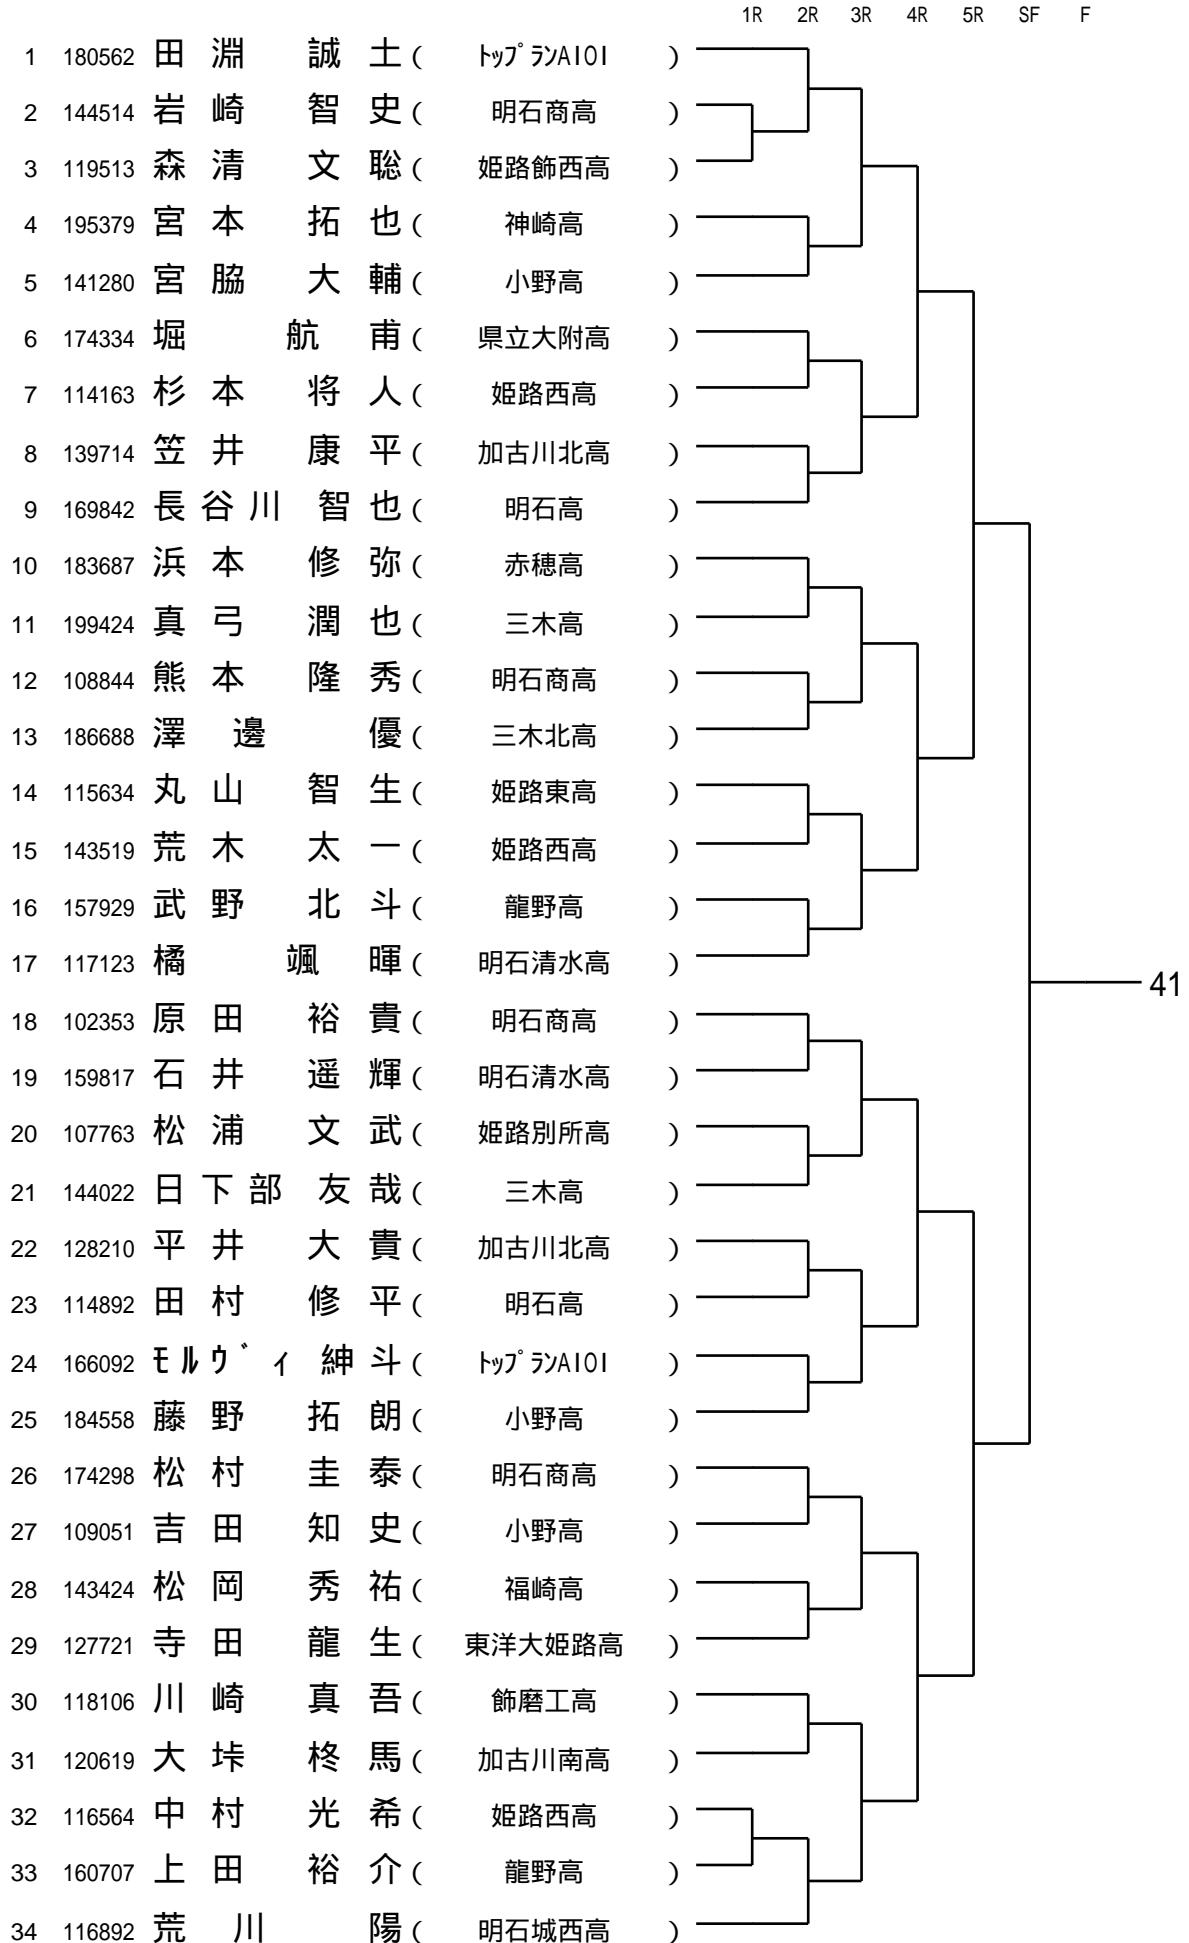 1R 2R 3R 4R 5R SF F
1 180562 田淵 誠士 ( ﾄｯﾌﾟﾗﾝAIOI )
2 144514 岩崎 智史 ( 明石商高 )
3 119513 森清 文聡 ( 姫路飾西高 )
4 195379 宮本 拓也 ( 神崎高 )
5 141280 宮脇 大輔 ( 小野高 )
6 174334 堀 航甫 ( 県立大附高 )
7 114163 杉本 将人 ( 姫路西高 )
8 139714 笠井 康平 ( 加古川北高 )
9 169842 長谷川 智也 ( 明石高 )
10 183687 浜本 修弥 ( 赤穂高 )
11 199424 真弓 潤也 ( 三木高 )
12 108844 熊本 隆秀 ( 明石商高 )
13 186688 澤邊 優 ( 三木北高 )
14 115634 丸山 智生 ( 姫路東高 )
15 143519 荒木 太一 ( 姫路西高 )
16 157929 武野 北斗 ( 龍野高 )
17 117123 橘 颯暉 ( 明石清水高 )
41
18 102353 原田 裕貴 ( 明石商高 )
19 159817 石井 遥輝 ( 明石清水高 )
20 107763 松浦 文武 ( 姫路別所高 )
21 144022 日下部 友哉 ( 三木高 )
22 128210 平井 大貴 ( 加古川北高 )
23 114892 田村 修平 ( 明石高 )
24 166092 ﾓﾙｳﾞｨ 紳斗 ( ﾄｯﾌﾟﾗﾝAIOI )
25 184558 藤野 拓朗 ( 小野高 )
26 174298 松村 圭泰 ( 明石商高 )
27 109051 吉田 知史 ( 小野高 )
28 143424 松岡 秀祐 ( 福崎高 )
29 127721 寺田 龍生 ( 東洋大姫路高 )
30 118106 川崎 真吾 ( 飾磨工高 )
31 120619 大垰 柊馬 ( 加古川南高 )
32 116564 中村 光希 ( 姫路西高 )
33 160707 上田 裕介 ( 龍野高 )
34 116892 荒川 陽 ( 明石城西高 )